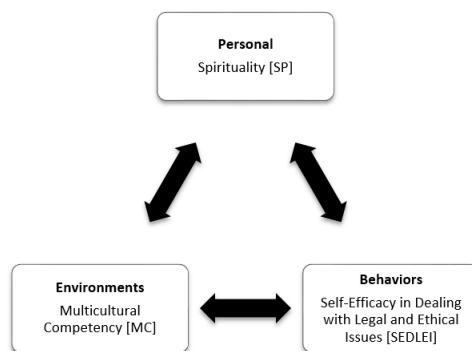 Personal
Spirituality [SP]
Environments
Multicultural
Competency [MC]
Behaviors
Self-Efficacy in Dealing
with Legal and Ethical
Issues [SEDLEI]